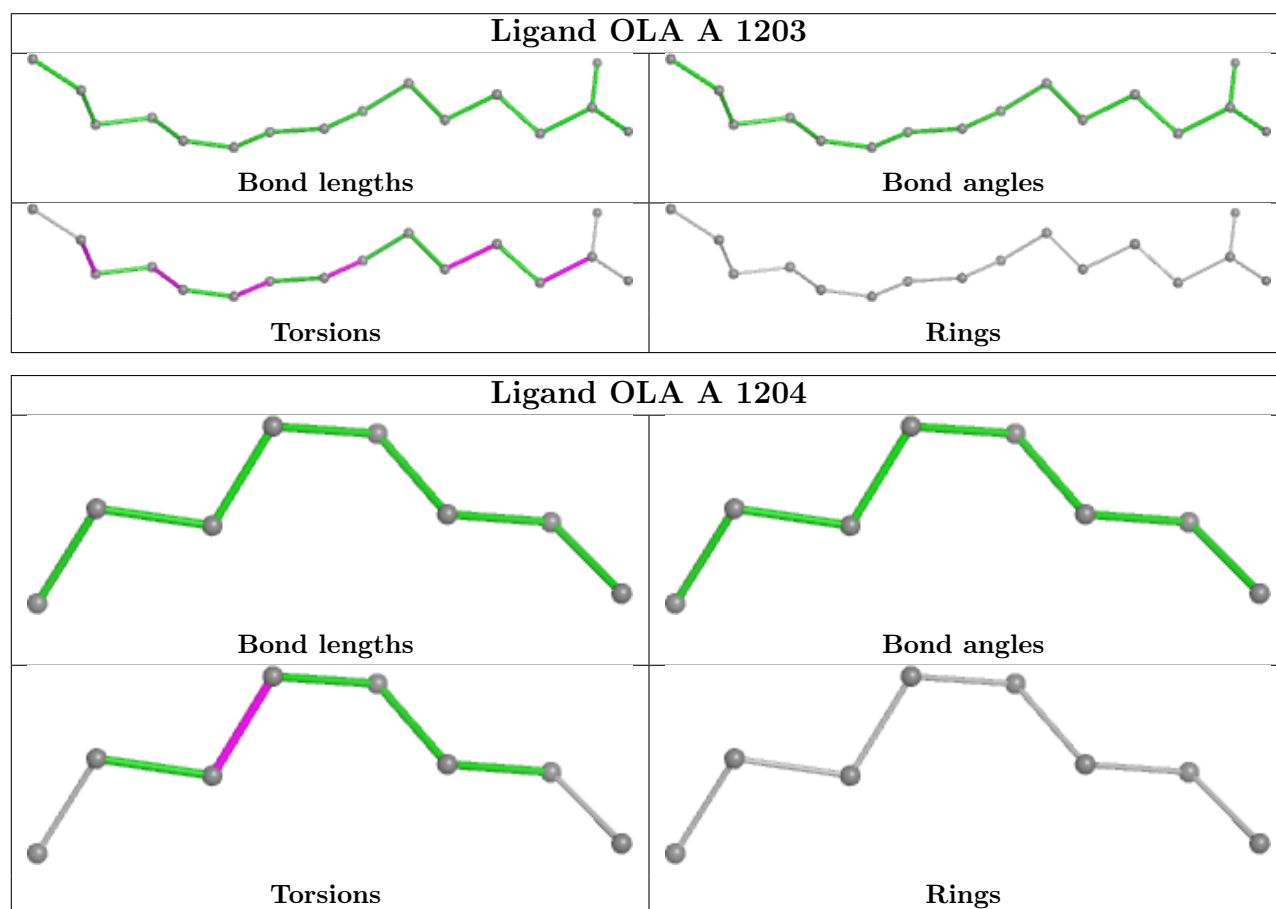 Ligand OLA A 1203
Bond lengths
Bond angles
Torsions
Rings
Ligand OLA A 1204
Bond lengths
Bond angles
Torsions
Rings